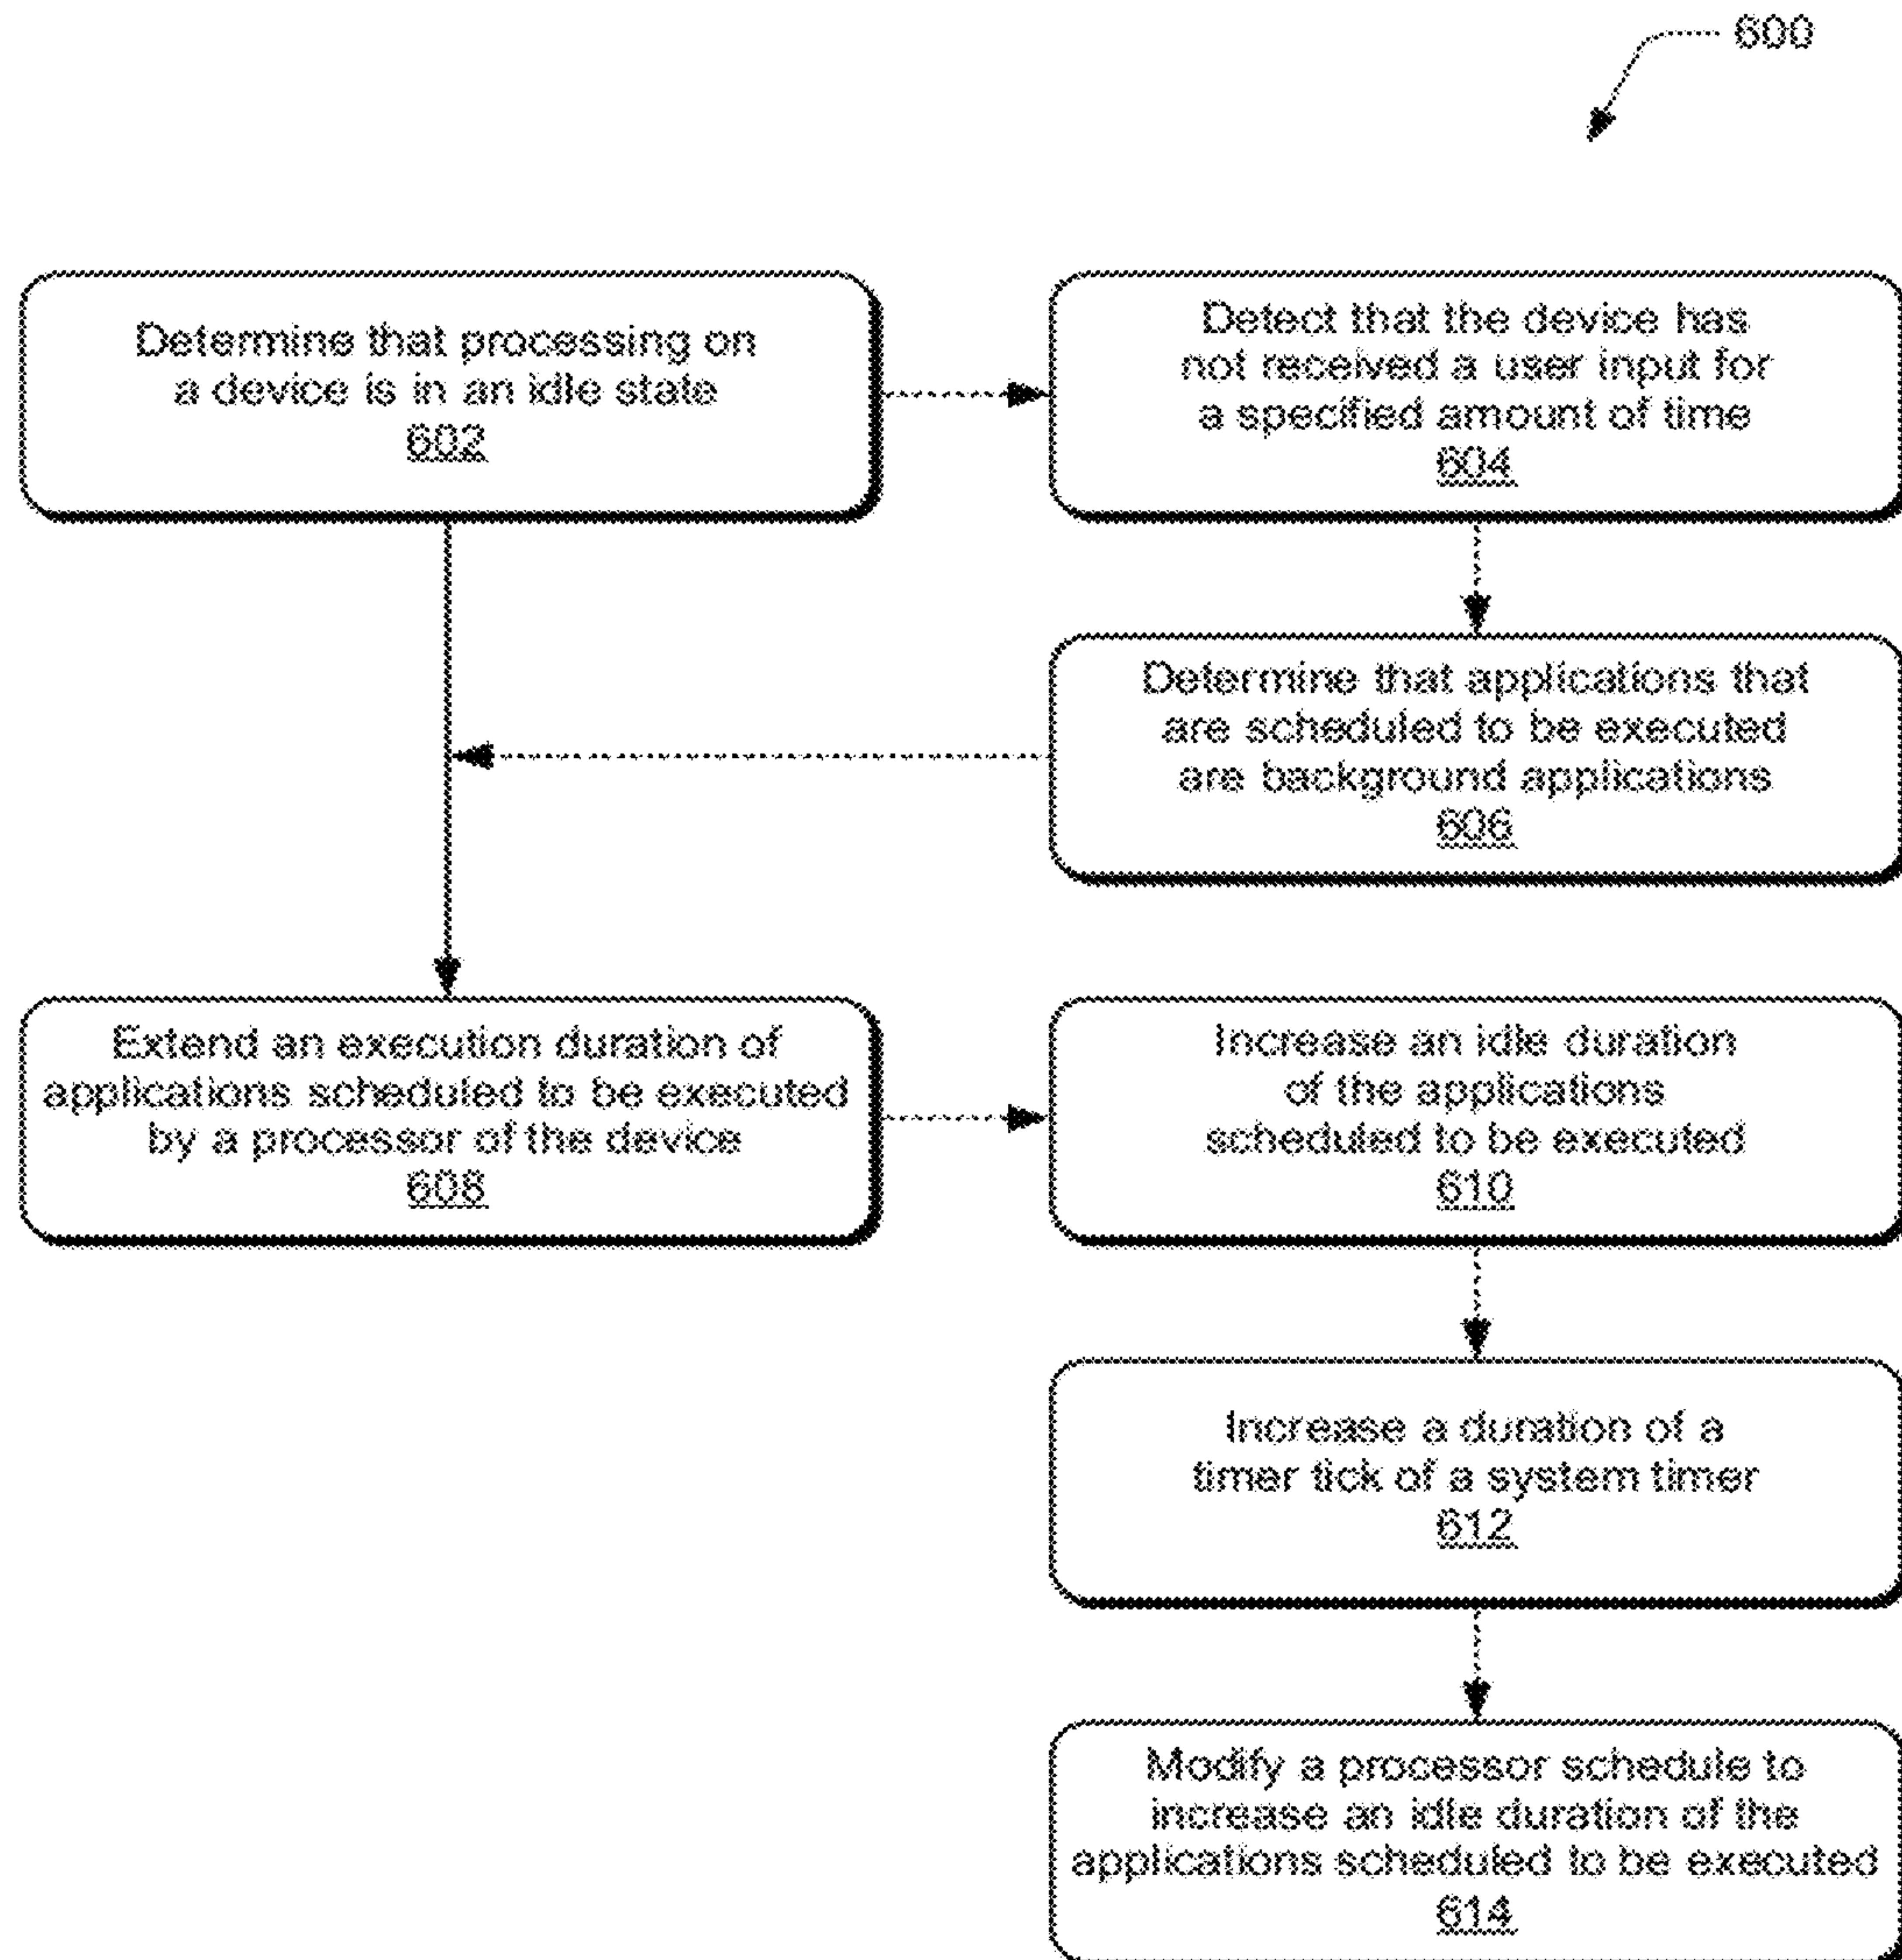 600
Determine that processing on
a device is in an idle state
602
Detect that the device has
not received a user input for
a specified amount of time
604
Determine that applications that
are scheduled to be executed
are background applications
606
Extend an execution duration of
applications scheduled to be executed
by a processor of the device
608
Increase an idle duration
of the applications
scheduled to be executed
610
Increase a duration of a
timer tick of a system timer
612
Modify a processor schedule to
increase an idle duration of the
applications scheduled to be executed
614